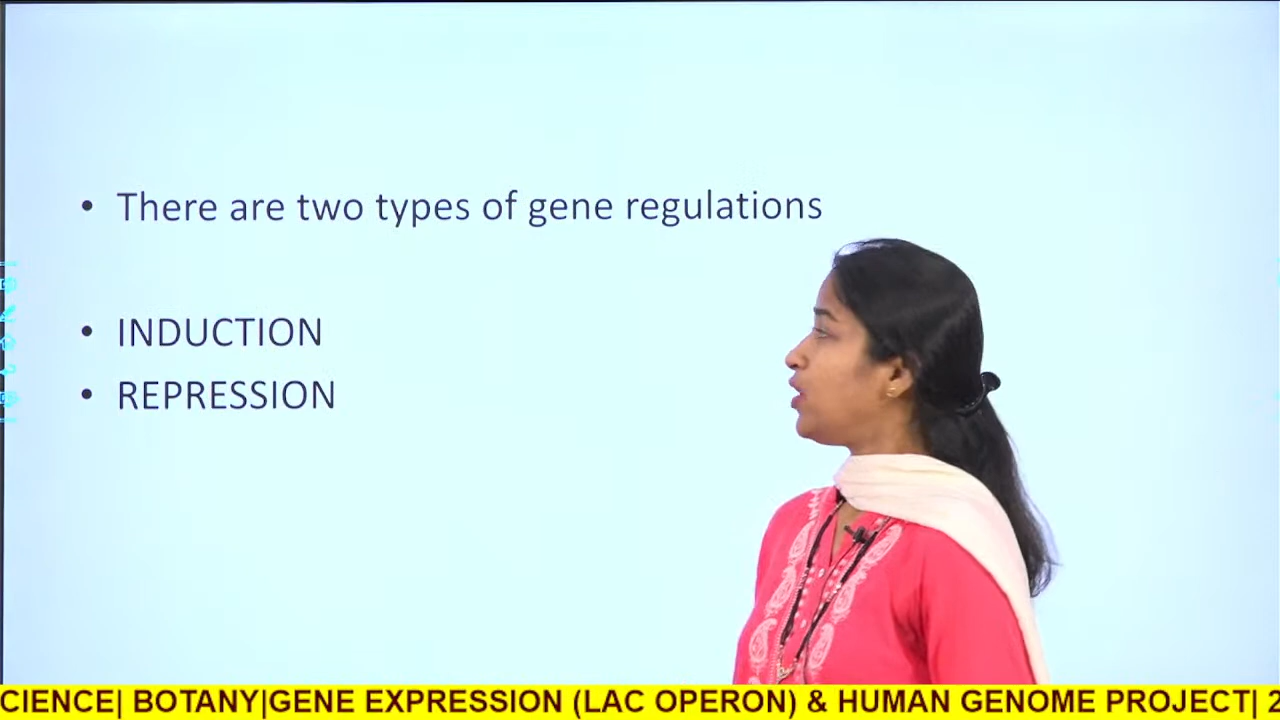 • There are two types of gene regulations
• INDUCTION
• REPRESSION
CIENCE| BOTANY|GENE EXPRESSION (LAC OPERON) & HUMAN GENOME PROJECT| 2